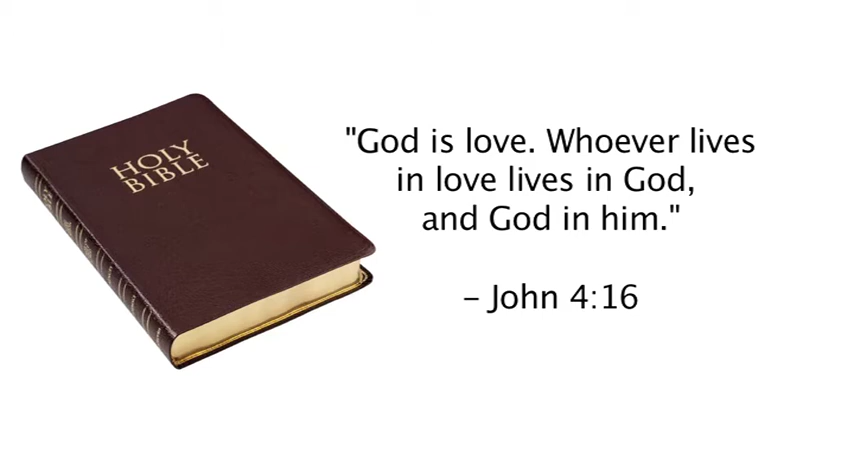 HOLY
BIBLE
"God is love. Whoever lives
in love lives in God,
and God in him."
– John 4:16